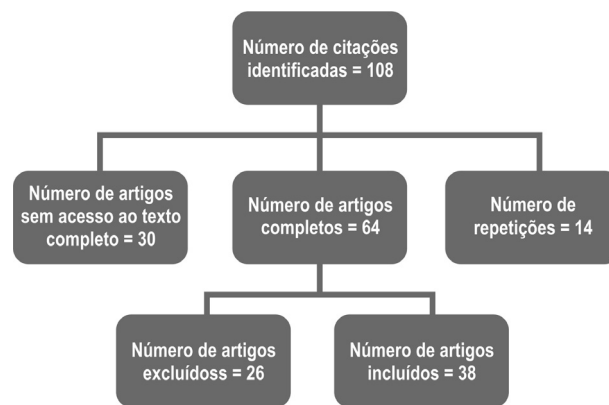 Número de citações
identificadas = 108
Número de artigos
sem acesso ao texto
completo = 30
Número de artigos
completos = 64
Número de
repetições = 14
Número de artigos
excluídoss = 26
Número de artigos
incluídos = 38